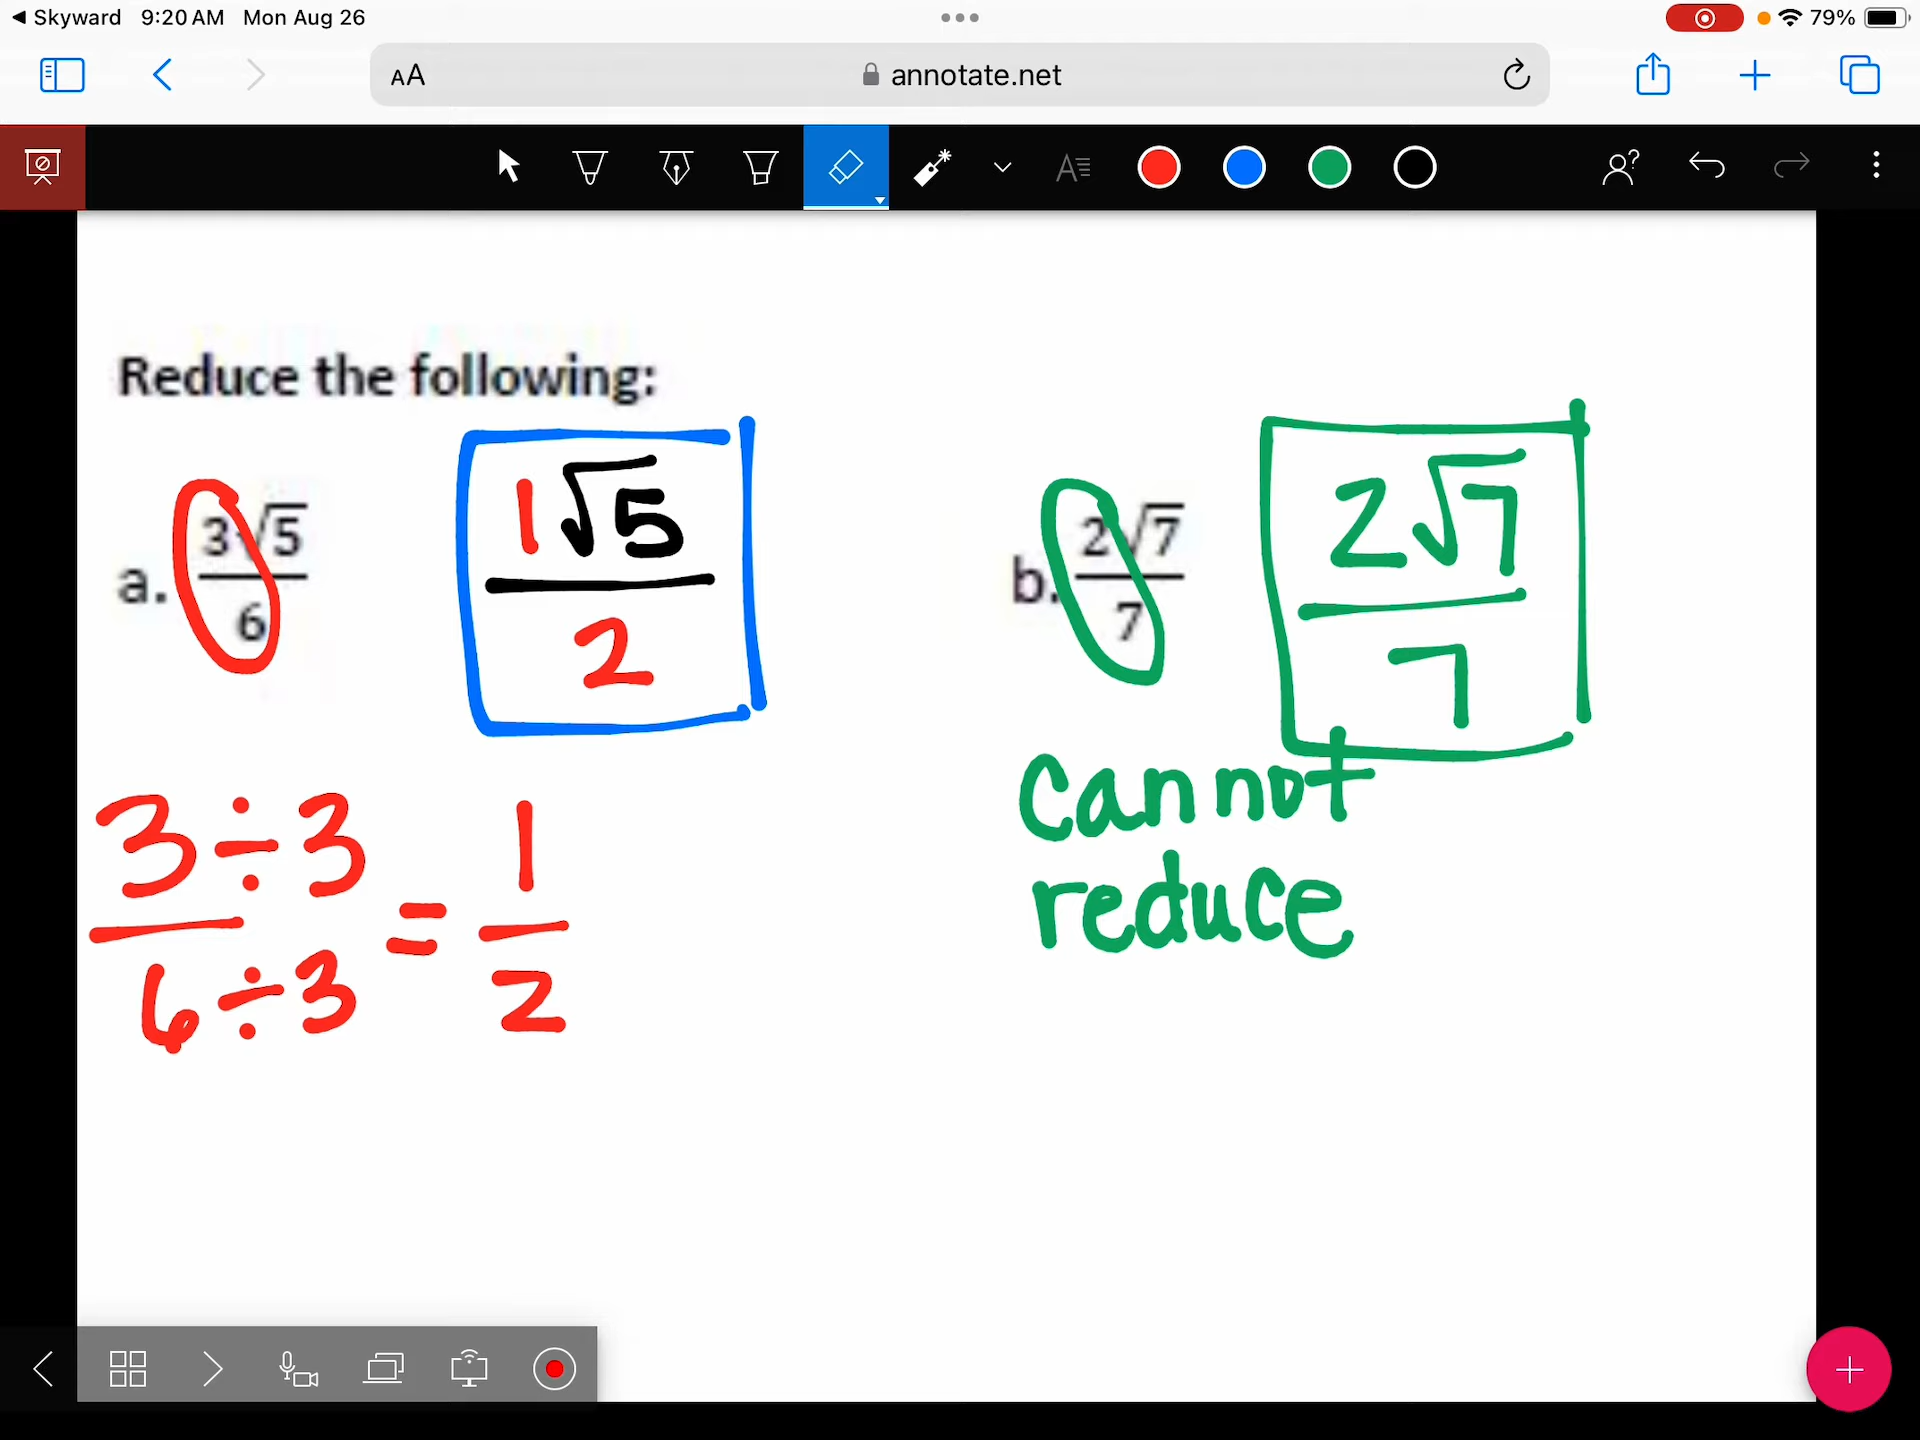 ◀ Skyward 9:20 AM Mon Aug 26
79%
AA
annotate.net
A
Reduce the following:
a. 3√5
6
1√5
2
b. 2√7
7
2√7
7
3÷3
6÷3
=
1
2
cannot
reduce